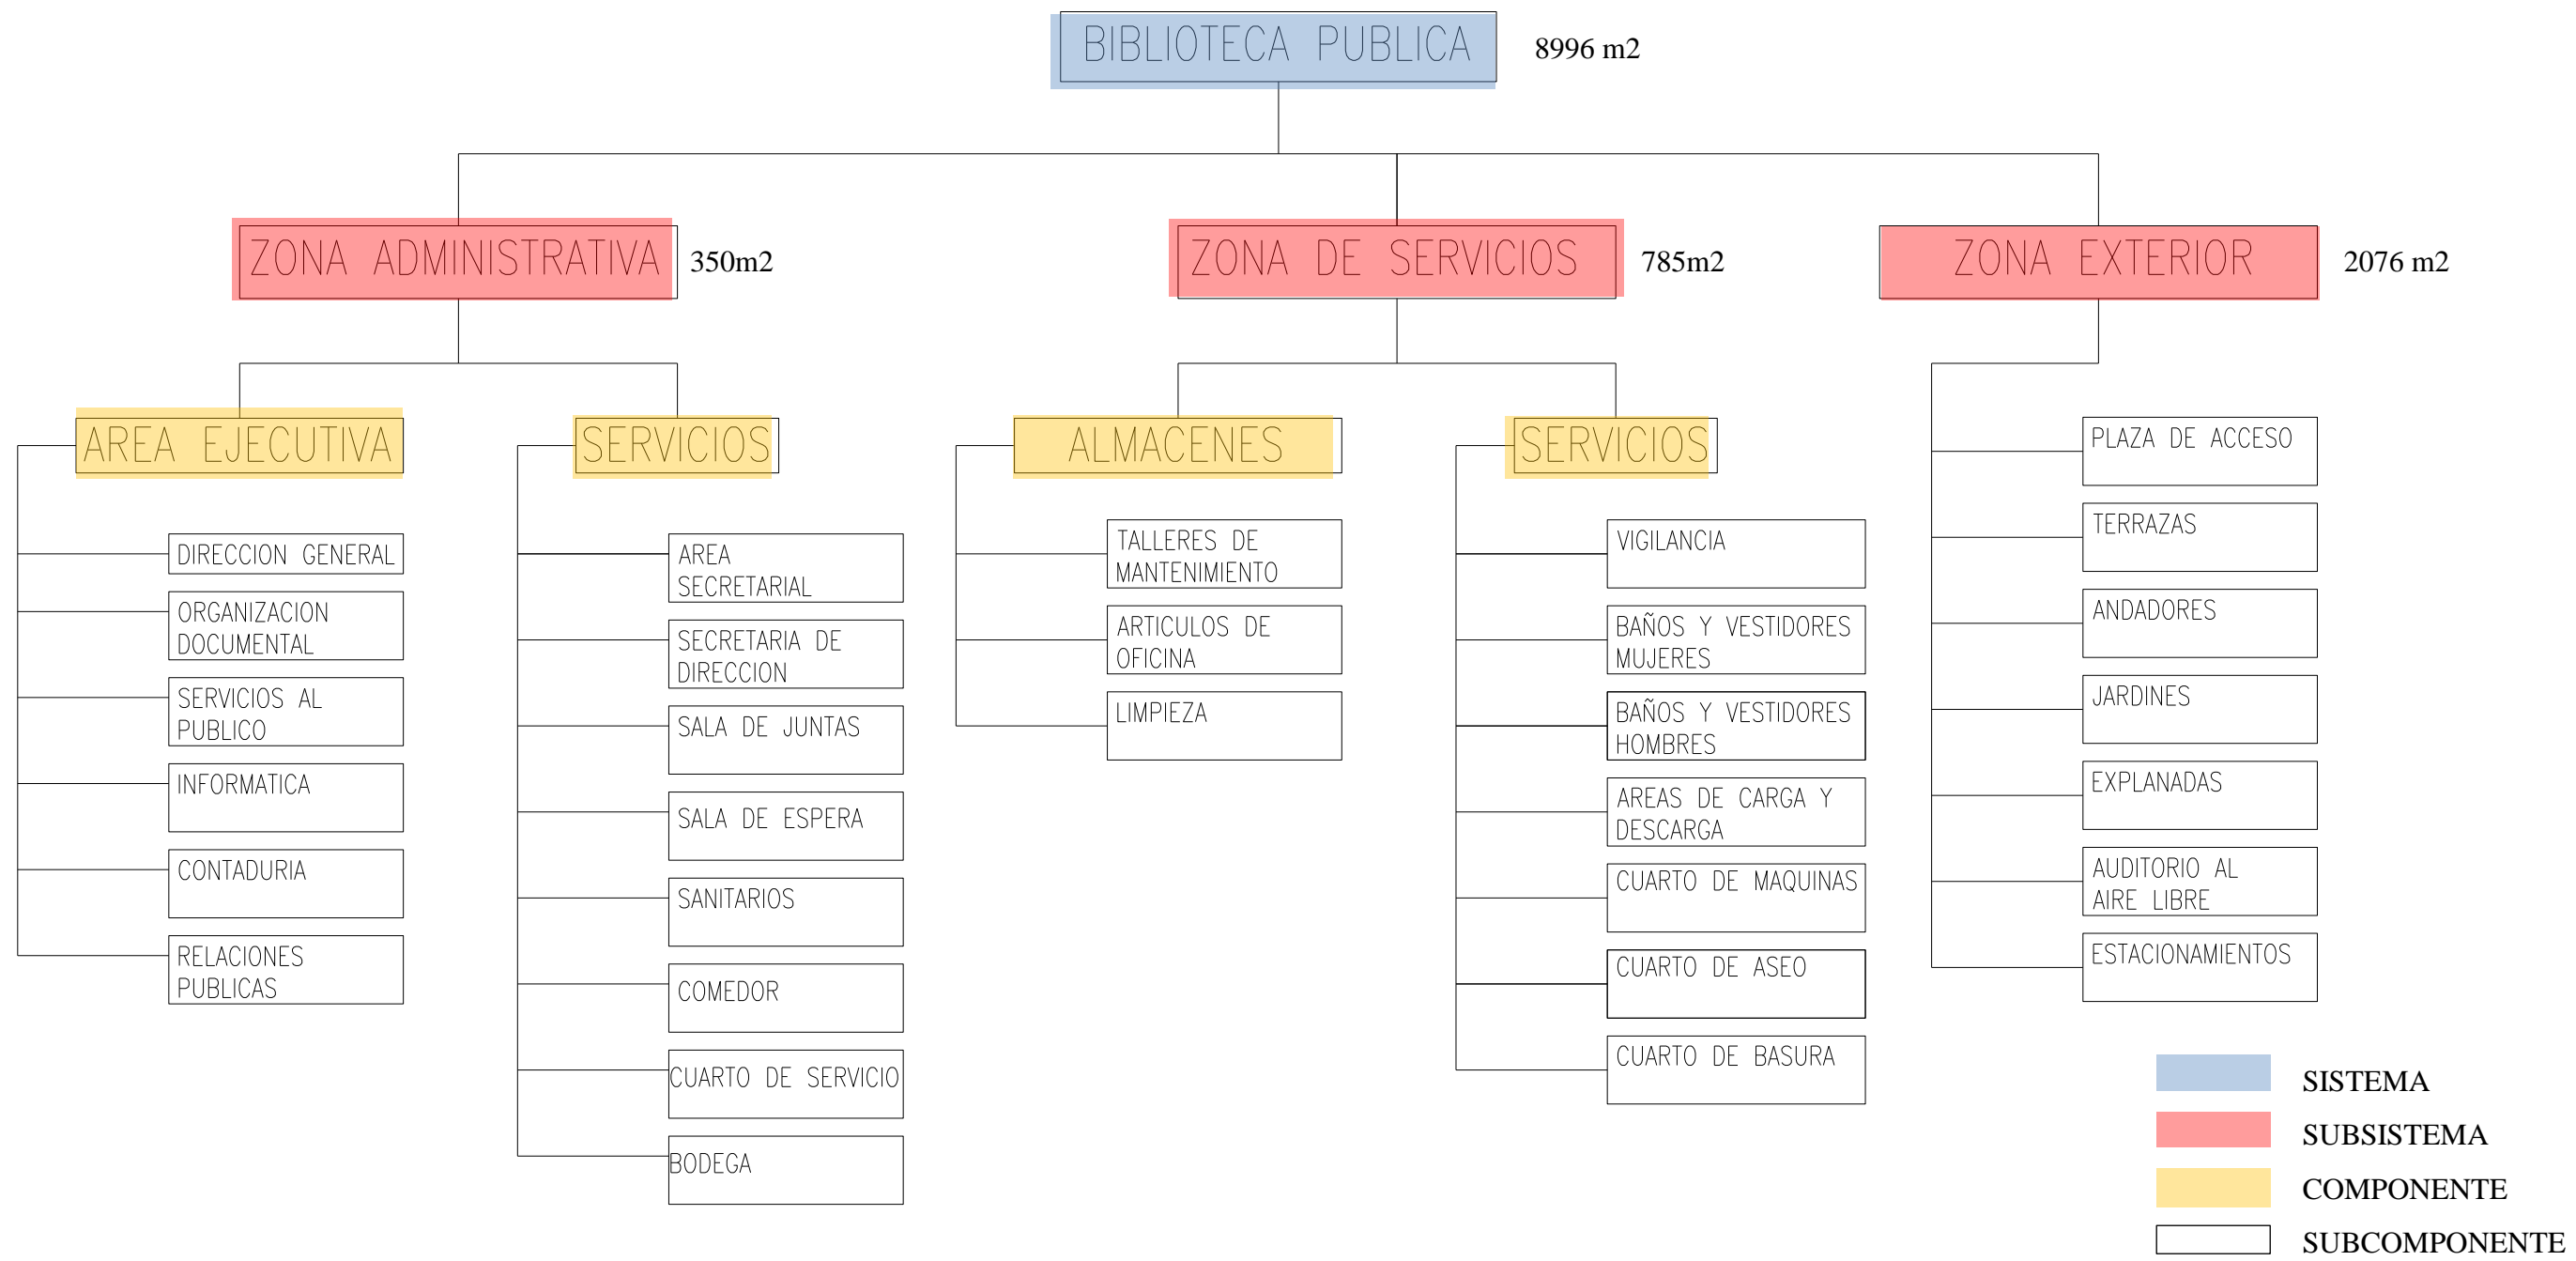 BIBLIOTECA PUBLICA
8996 m2
ZONA ADMINISTRATIVA
350m2
ZONA DE SERVICIOS
785m2
ZONA EXTERIOR
2076 m2
AREA EJECUTIVA
DIRECCION GENERAL
ORGANIZACION
DOCUMENTAL
SERVICIOS AL
PUBLICO
INFORMATICA
CONTADURIA
RELACIONES
PUBLICAS
SERVICIOS
AREA
SECRETARIAL
SECRETARIA DE
DIRECCION
SALA DE JUNTAS
SALA DE ESPERA
SANITARIOS
COMEDOR
CUARTO DE SERVICIO
BODEGA
ALMACENES
TALLERES DE
MANTENIMIENTO
ARTICULOS DE
OFICINA
LIMPIEZA
SERVICIOS
VIGILANCIA
BAÑOS Y VESTIDORES
MUJERES
BAÑOS Y VESTIDORES
HOMBRES
AREAS DE CARGA Y
DESCARGA
CUARTO DE MAQUINAS
CUARTO DE ASEO
CUARTO DE BASURA
PLAZA DE ACCESO
TERRAZAS
ANDADORES
JARDINES
EXPLANADAS
AUDITORIO AL
AIRE LIBRE
ESTACIONAMIENTOS
SISTEMA
SUBSISTEMA
COMPONENTE
SUBCOMPONENTE